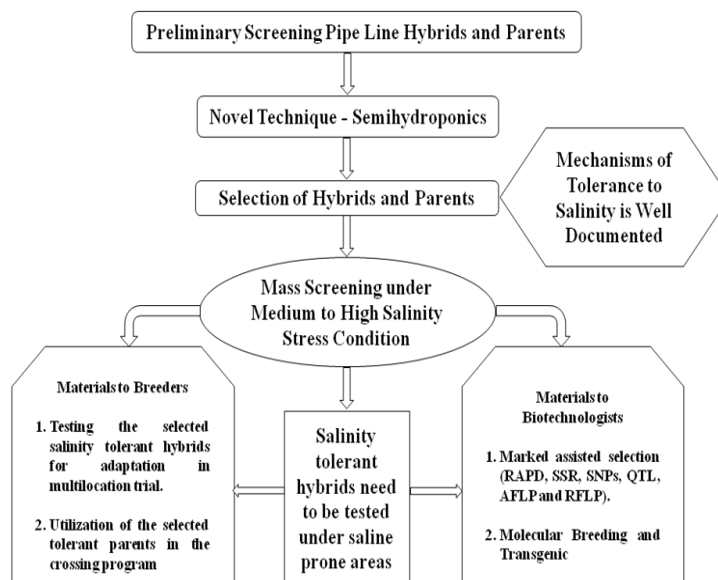 Preliminary Screening Pipe Line Hybrids and Parents
Novel Technique - Semihydroponics
Selection of Hybrids and Parents
Mechanisms of
Tolerance to
Salinity is Well
Documented
Mass Screening under
Medium to High Salinity
Stress Condition
Materials to Breeders
1. Testing the selected
salinity tolerant hybrids
for adaptation in
multilocation trial.
2. Utilization of the selected
tolerant parents in the
crossing program
Salinity
tolerant
hybrids need
to be tested
under saline
prone areas
Materials to
Biotechnologists
1. Marked assisted selection
(RAPD, SSR, SNPs, QTL,
AFLP and RFLP).
2. Molecular Breeding and
Transgenic